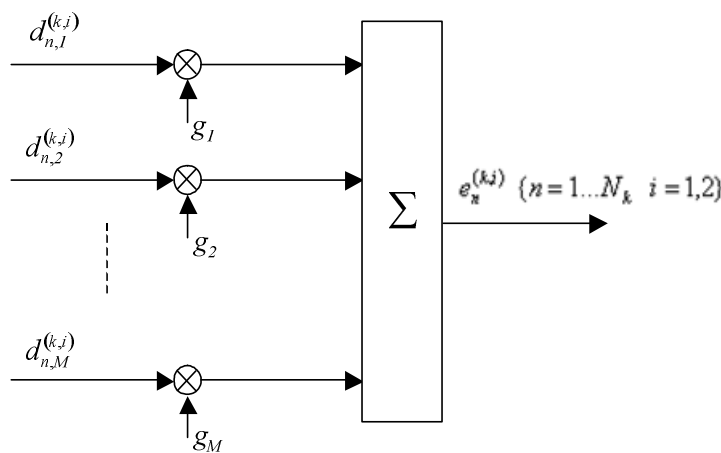 d_{n,1}^{(k,i)}
g_1
d_{n,2}^{(k,i)}
g_2
Σ
e_n^{(k,i)} {n=1...N_k i=1,2}
d_{n,M}^{(k,i)}
g_M